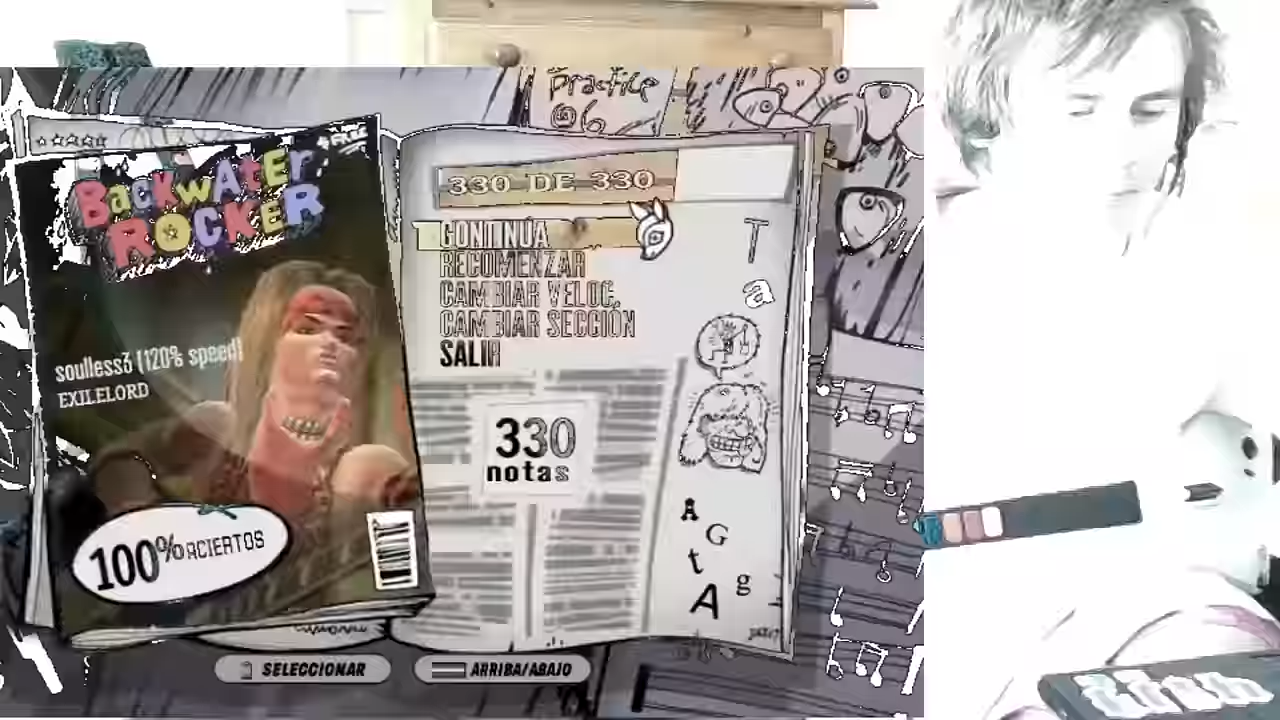 Practice
@6
FREE
BackwAtEr
ROCKER
330 DE 330
CONTINÚA
RECOMENZAR
CAMBIAR VELOC.
CAMBIAR SECCIÓN
SALIR
T
a
soulless3 (120% speed)
EXILELORD
330
notas
100% ACIERTOS
A
G
t
g
A
SELECCIONAR
ARRIBA/ABAJO